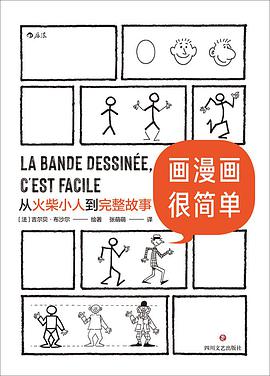 后浪
LA BANDE DESSINÉE,
C'EST FACILE
画漫画
很简单
从火柴小人到完整故事
[法]吉尔贝·布沙尔 —— 绘著 张萌萌 —— 译
四川文艺出版社